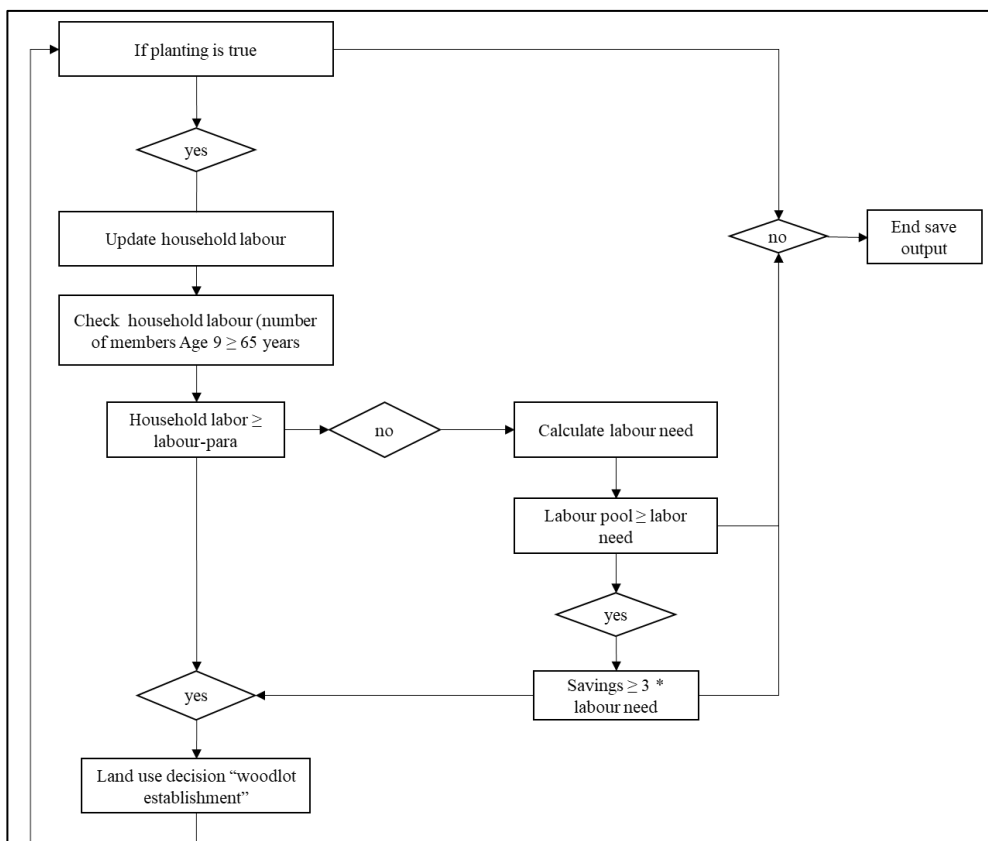 If planting is true
yes
Update household labour
no
End save
output
Check  household labour (number
of members Age 9 ≥ 65 years
Household labor ≥
labour-para
no
Calculate labour need
Labour pool ≥ labor
need
yes
Savings ≥ 3 *
labour need
yes
Land use decision “woodlot
establishment”